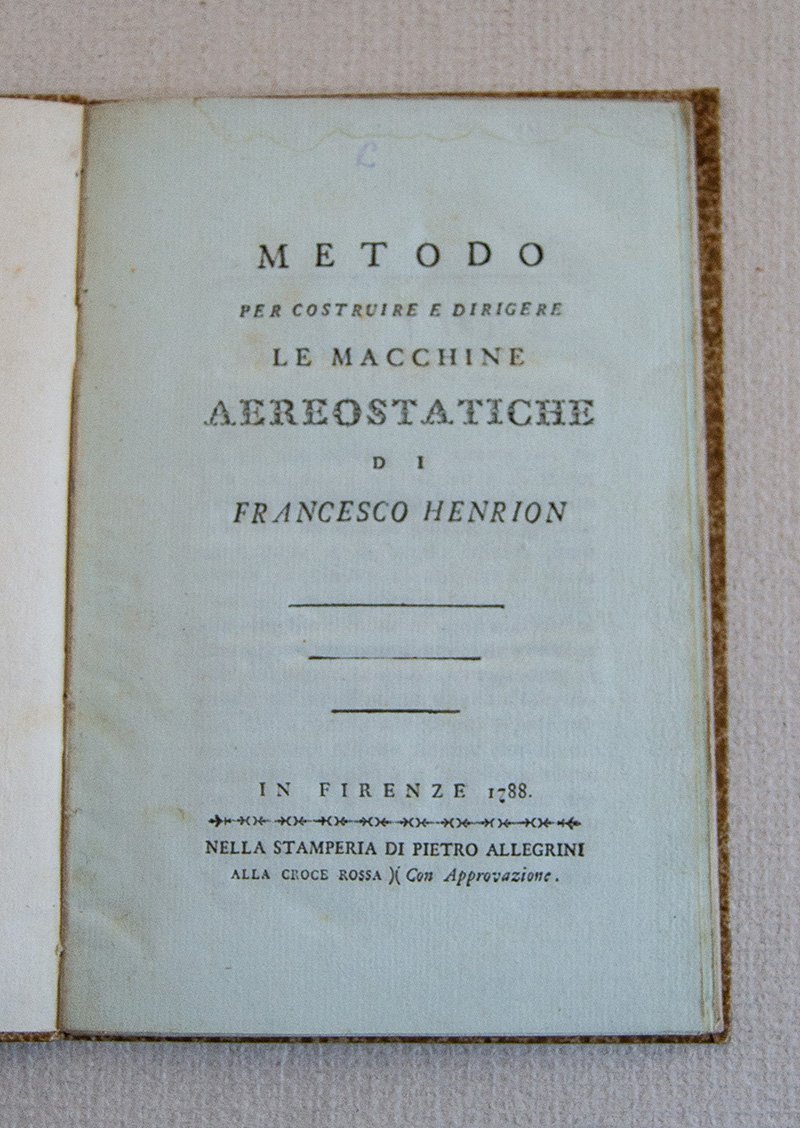 L
METODO
PER COSTRUIRE E DIRIGERE
LE MACCHINE
AEREOSTATICHE
DI
FRANCESCO HENRION
IN FIRENZE 1788.
NELLA STAMPERIA DI PIETRO ALLEGRINI
ALLA CROCE ROSSA )( Con Approvazione.